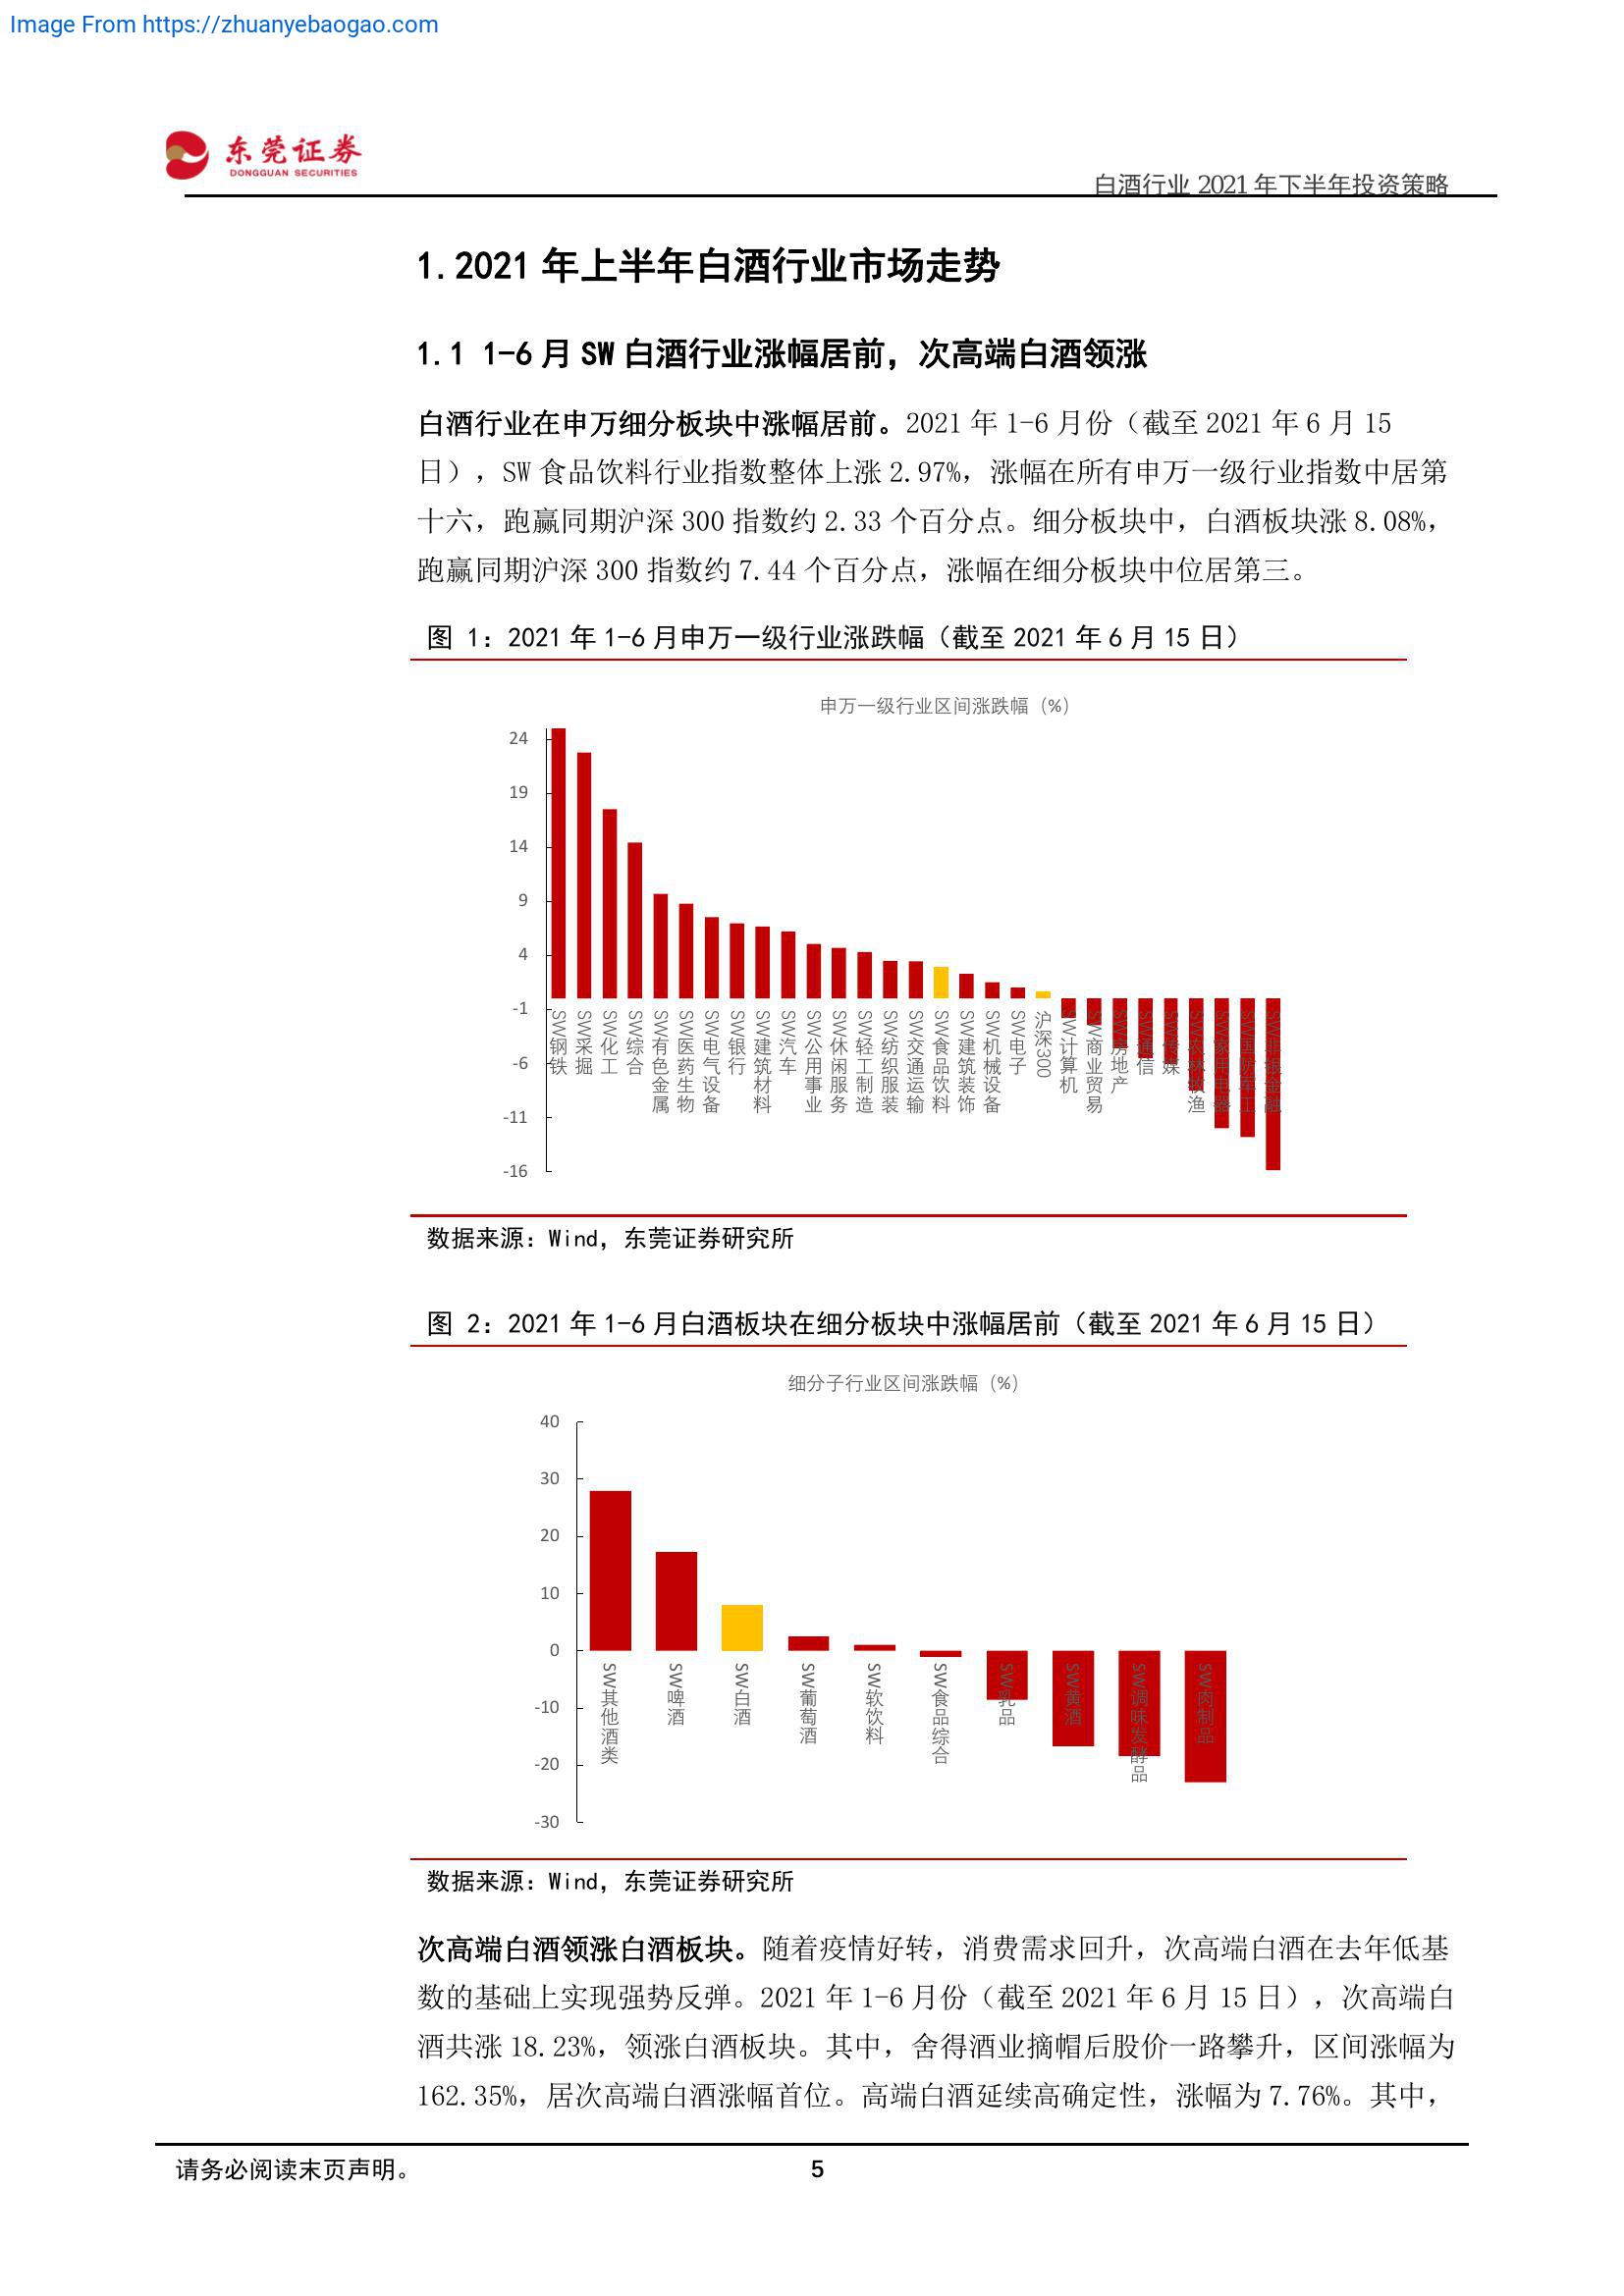 Image From https://zhuanyebaogao.com
东莞证券
DONGGUAN SECURITIES
白酒行业 2021 年下半年投资策略
1.2021 年上半年白酒行业市场走势
1.1 1-6 月 SW 白酒行业涨幅居前，次高端白酒领涨
白酒行业在申万细分板块中涨幅居前。2021 年 1-6 月份（截至 2021 年 6 月 15
日），SW 食品饮料行业指数整体上涨 2.97%，涨幅在所有申万一级行业指数中居第
十六，跑赢同期沪深 300 指数约 2.33 个百分点。细分板块中，白酒板块涨 8.08%，
跑赢同期沪深 300 指数约 7.44 个百分点，涨幅在细分板块中位居第三。
图 1：2021 年 1-6 月申万一级行业涨跌幅（截至 2021 年 6 月 15 日）
申万一级行业区间涨跌幅（%）
24
19
14
9
4
-1
-6
-11
-16
SW钢铁
SW采掘
SW化工
SW综合
SW有色金属
SW医药生物
SW电气设备
SW银行
SW建筑材料
SW汽车
SW公用事业
SW休闲服务
SW轻工制造
SW纺织服装
SW交通运输
SW食品饮料
SW建筑装饰
SW机械设备
SW电子
沪深300
SW计算机
SW商业贸易
SW房地产
SW通信
SW传媒
SW农林牧渔
SW家用电器
SW国防军工
SW非银金融
数据来源：Wind，东莞证券研究所
图 2：2021 年 1-6 月白酒板块在细分板块中涨幅居前（截至 2021 年 6 月 15 日）
细分子行业区间涨跌幅（%）
40
30
20
10
0
-10
-20
-30
SW其他酒类
SW啤酒
SW白酒
SW葡萄酒
SW软饮料
SW食品综合
SW乳品
SW黄酒
SW调味发酵品
SW肉制品
数据来源：Wind，东莞证券研究所
次高端白酒领涨白酒板块。随着疫情好转，消费需求回升，次高端白酒在去年低基
数的基础上实现强势反弹。2021 年 1-6 月份（截至 2021 年 6 月 15 日），次高端白
酒共涨 18.23%，领涨白酒板块。其中，舍得酒业摘帽后股价一路攀升，区间涨幅为
162.35%，居次高端白酒涨幅首位。高端白酒延续高确定性，涨幅为 7.76%。其中，
请务必阅读末页声明。
5